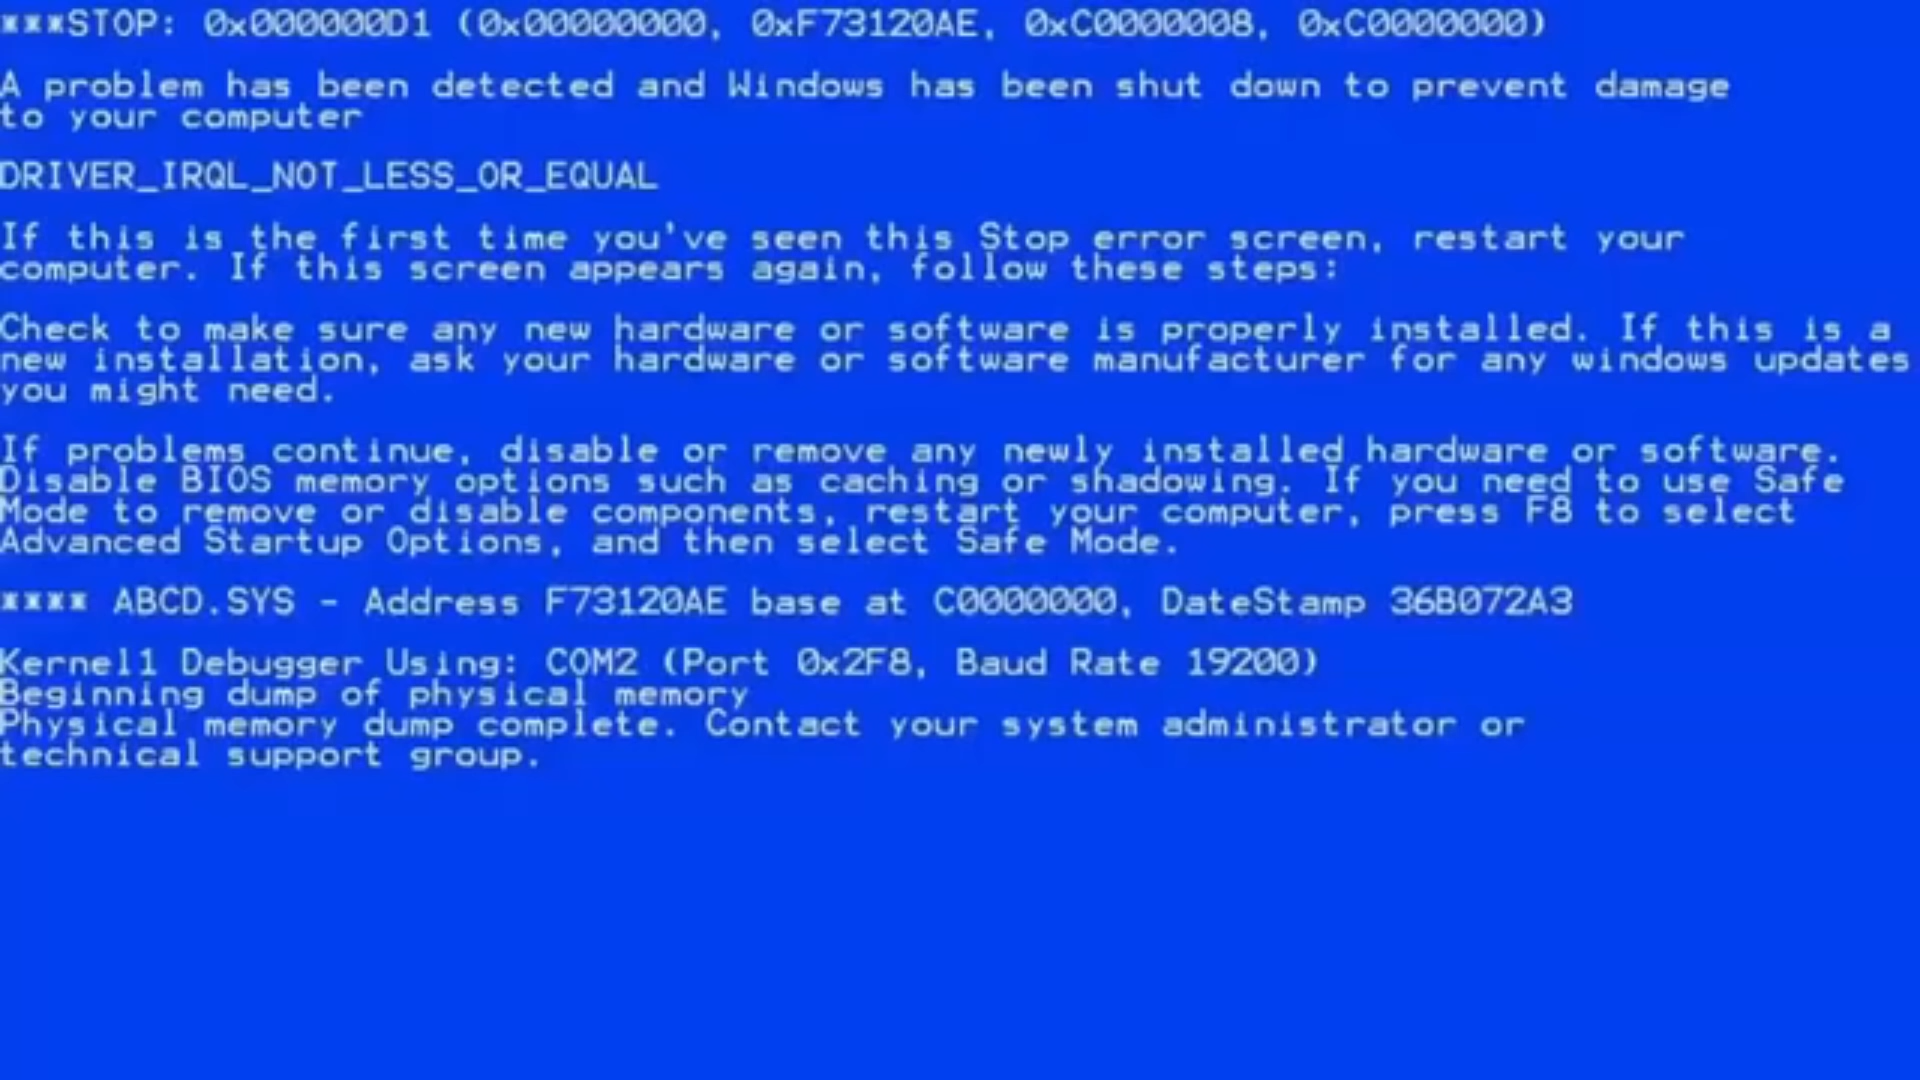 ***STOP: 0x000000D1 (0x00000000, 0xF73120AE, 0xC0000008, 0xC0000000)
A problem has been detected and Windows has been shut down to prevent damage
to your computer
DRIVER_IRQL_NOT_LESS_OR_EQUAL
If this is the first time you've seen this Stop error screen, restart your
computer. If this screen appears again, follow these steps:
Check to make sure any new hardware or software is properly installed. If this is a
new installation, ask your hardware or software manufacturer for any windows updates
you might need.
If problems continue, disable or remove any newly installed hardware or software.
Disable BIOS memory options such as caching or shadowing. If you need to use Safe
Mode to remove or disable components, restart your computer, press F8 to select
Advanced Startup Options, and then select Safe Mode.
**** ABCD.SYS - Address F73120AE base at C0000000, DateStamp 36B072A3
Kernel1 Debugger Using: COM2 (Port 0x2F8, Baud Rate 19200)
Beginning dump of physical memory
Physical memory dump complete. Contact your system administrator or
technical support group.